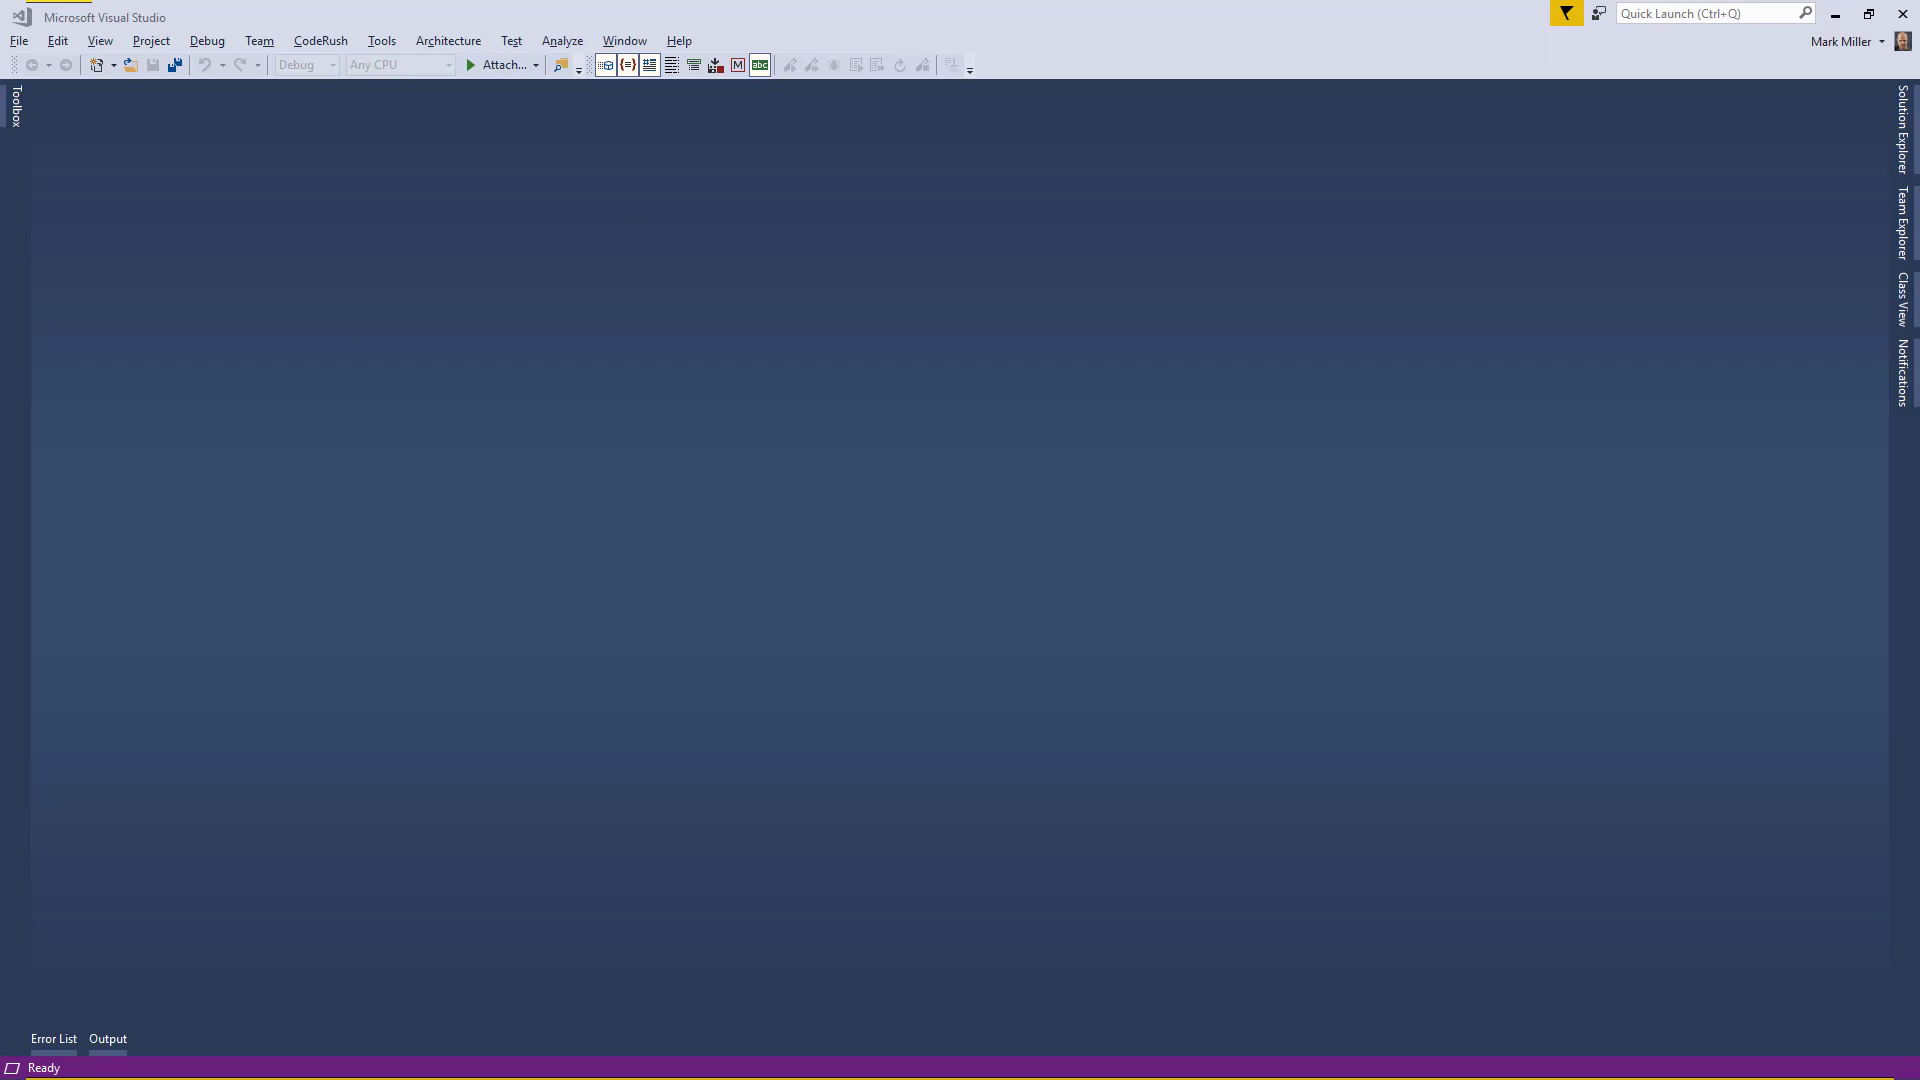 Microsoft Visual Studio
Quick Launch (Ctrl+Q)
File Edit View Project Debug Team CodeRush Tools Architecture Test Analyze Window Help
Mark Miller
Debug Any CPU Attach... M abc
Toolbox
Solution Explorer
Team Explorer
Class View
Notifications
Error List Output
Ready